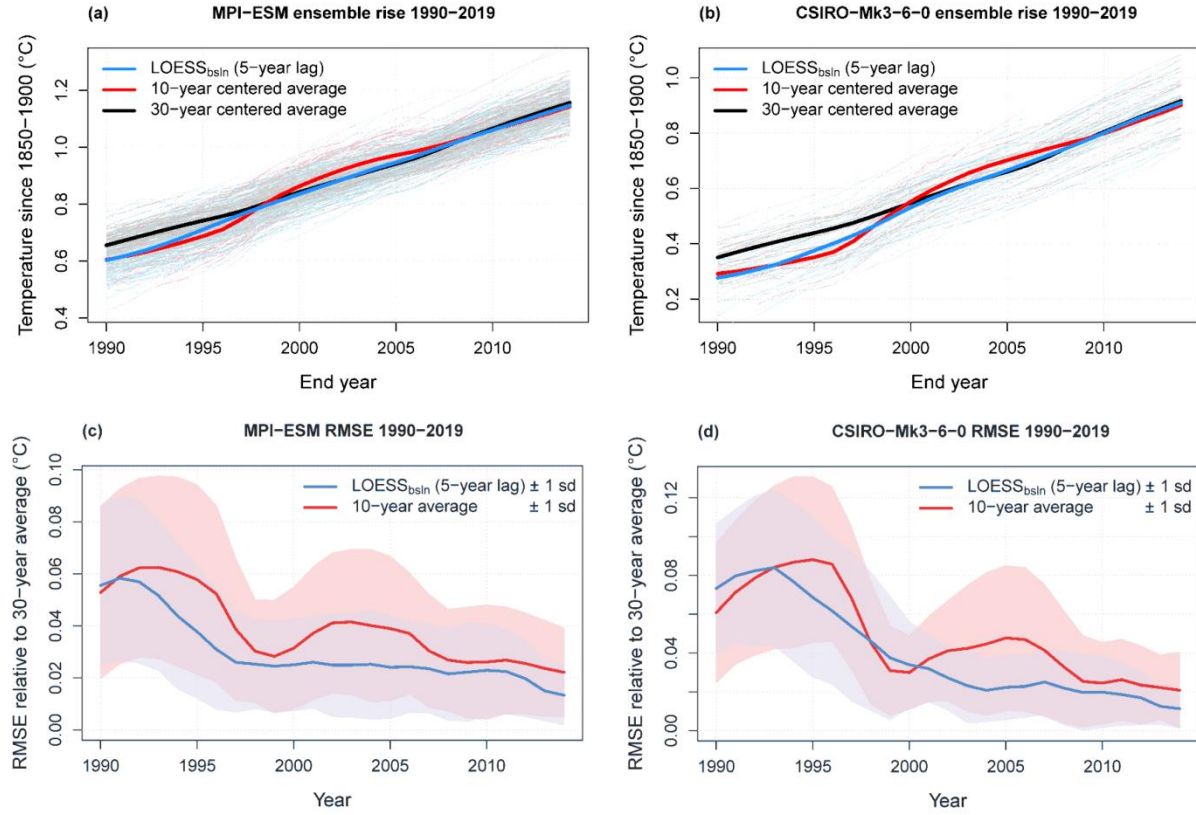 (a) MPI−ESM ensemble rise 1990−2019
Temperature since 1850−1900 (°C)
0.4 0.6 0.8 1.0 1.2
LOESSbsln (5−year lag)
10−year centered average
30−year centered average
1990 1995 2000 2005 2010
End year
(b) CSIRO−Mk3−6−0 ensemble rise 1990−2019
Temperature since 1850−1900 (°C)
0.2 0.4 0.6 0.8 1.0
LOESSbsln (5−year lag)
10−year centered average
30−year centered average
1990 1995 2000 2005 2010
End year
(c) MPI−ESM RMSE 1990−2019
RMSE relative to 30−year average (°C)
0.00 0.02 0.04 0.06 0.08 0.10
LOESSbsln (5−year lag) ± 1 sd
10−year average ± 1 sd
1990 1995 2000 2005 2010
Year
(d) CSIRO−Mk3−6−0 RMSE 1990−2019
RMSE relative to 30−year average (°C)
0.00 0.04 0.08 0.12
LOESSbsln (5−year lag) ± 1 sd
10−year average ± 1 sd
1990 1995 2000 2005 2010
Year